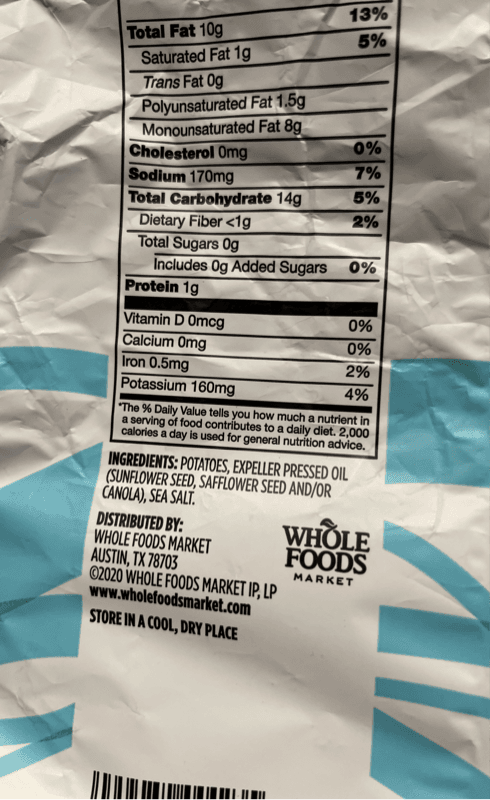 Total Fat 10g 13%
Saturated Fat 1g 5%
Trans Fat 0g
Polyunsaturated Fat 1.5g
Monounsaturated Fat 8g
Cholesterol 0mg 0%
Sodium 170mg 7%
Total Carbohydrate 14g 5%
Dietary Fiber <1g 2%
Total Sugars 0g
Includes 0g Added Sugars 0%
Protein 1g
Vitamin D 0mcg 0%
Calcium 0mg 0%
Iron 0.5mg 2%
Potassium 160mg 4%
*The % Daily Value tells you how much a nutrient in
a serving of food contributes to a daily diet. 2,000
calories a day is used for general nutrition advice.
INGREDIENTS: POTATOES, EXPELLER PRESSED OIL
(SUNFLOWER SEED, SAFFLOWER SEED AND/OR
CANOLA), SEA SALT.
DISTRIBUTED BY:
WHOLE FOODS MARKET
AUSTIN, TX 78703
©2020 WHOLE FOODS MARKET IP, LP
www.wholefoodsmarket.com
STORE IN A COOL, DRY PLACE
WHOLE
FOODS
MARKET